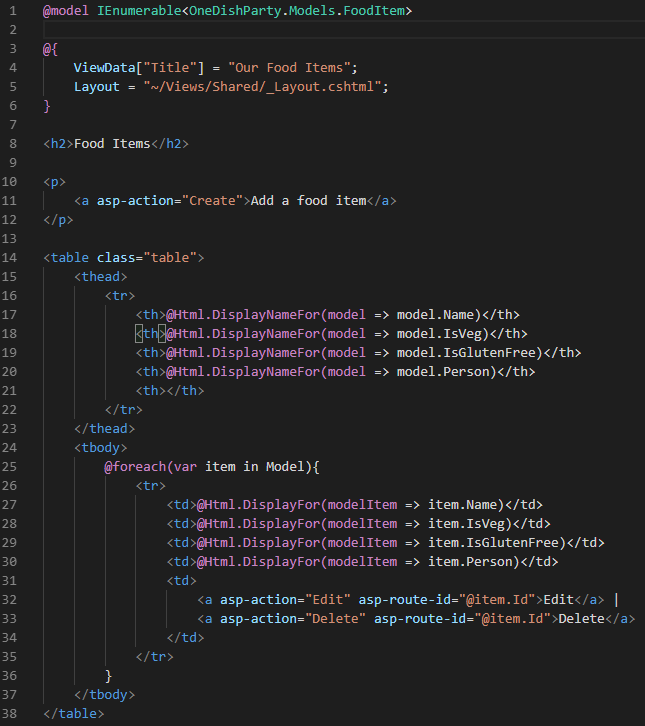 1 @model IEnumerable<OneDishParty.Models.FoodItem>
2
3 @{
4     ViewData["Title"] = "Our Food Items";
5     Layout = "~/Views/Shared/_Layout.cshtml";
6 }
7
8 <h2>Food Items</h2>
9
10 <p>
11     <a asp-action="Create">Add a food item</a>
12 </p>
13
14 <table class="table">
15     <thead>
16         <tr>
17             <th>@Html.DisplayNameFor(model => model.Name)</th>
18             <th>@Html.DisplayNameFor(model => model.IsVeg)</th>
19             <th>@Html.DisplayNameFor(model => model.IsGlutenFree)</th>
20             <th>@Html.DisplayNameFor(model => model.Person)</th>
21             <th></th>
22         </tr>
23     </thead>
24     <tbody>
25         @foreach(var item in Model){
26             <tr>
27                 <td>@Html.DisplayFor(modelItem => item.Name)</td>
28                 <td>@Html.DisplayFor(modelItem => item.IsVeg)</td>
29                 <td>@Html.DisplayFor(modelItem => item.IsGlutenFree)</td>
30                 <td>@Html.DisplayFor(modelItem => item.Person)</td>
31                 <td>
32                     <a asp-action="Edit" asp-route-id="@item.Id">Edit</a> |
33                     <a asp-action="Delete" asp-route-id="@item.Id">Delete</a>
34                 </td>
35             </tr>
36         }
37     </tbody>
38 </table>